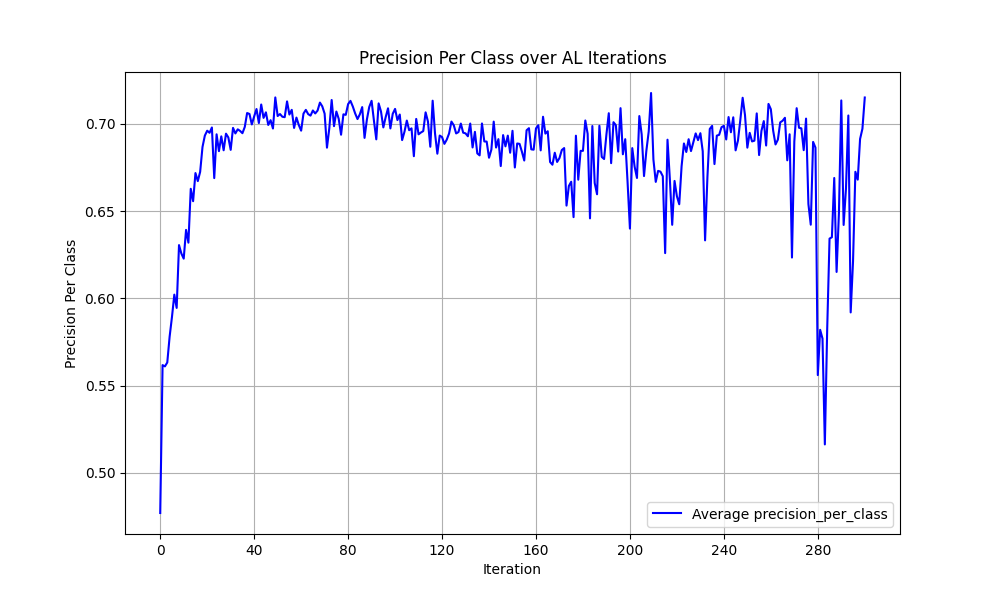 Precision Per Class over AL Iterations
Precision Per Class
0.70
0.65
0.60
0.55
0.50
0 40 80 120 160 200 240 280
Iteration
Average precision_per_class